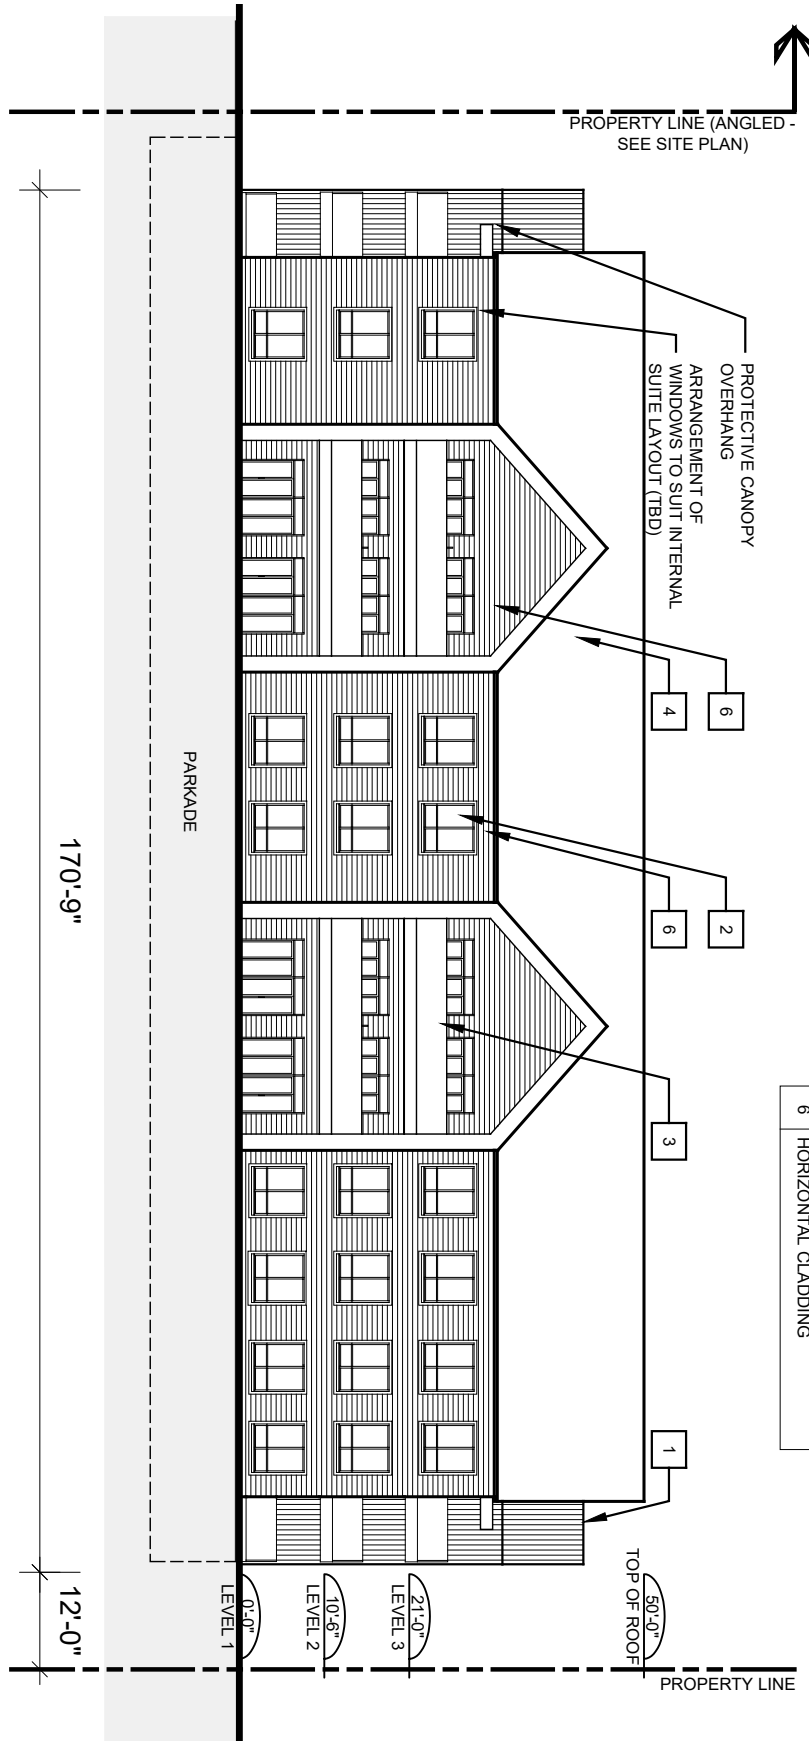 PROPERTY LINE (ANGLED -
SEE SITE PLAN)
PROTECTIVE CANOPY
OVERHANG
ARRANGEMENT OF
WINDOWS TO SUIT INTERNAL
SUITE LAYOUT (TBD)
4
6
6
2
3
1
6 HORIZONTAL CLADDING
PARKADE
170'-9"
12'-0"
50'-0"
TOP OF ROOF
21'-0"
LEVEL 3
10'-6"
LEVEL 2
0'-0"
LEVEL 1
PROPERTY LINE